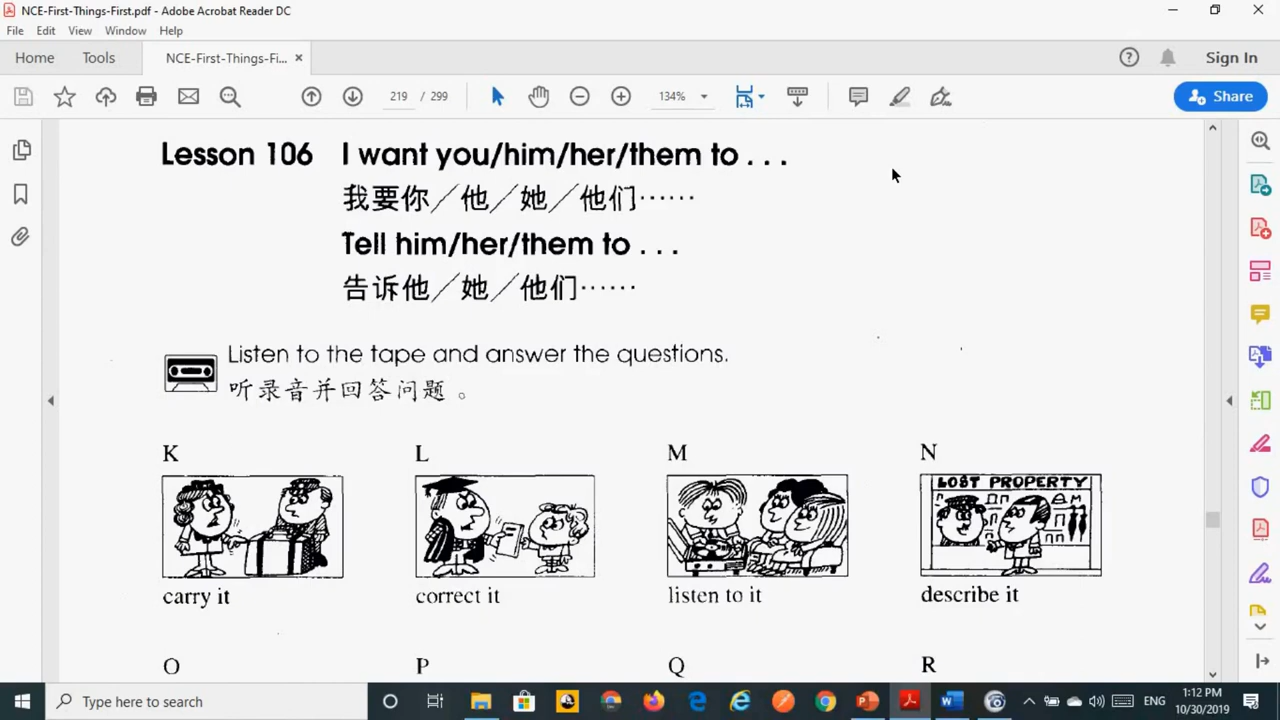 NCE-First-Things-First.pdf - Adobe Acrobat Reader DC
File Edit View Window Help
Home Tools NCE-First-Things-Fi... × Sign In
219 / 299 134% Share
Lesson 106 I want you/him/her/them to . . .
我要你／他／她／他们……
Tell him/her/them to . . .
告诉他／她／他们……
Listen to the tape and answer the questions.
听录音并回答问题。
K L M N
LOST PROPERTY
carry it correct it listen to it describe it
O P Q R
Type here to search ENG 1:12 PM
10/30/2019